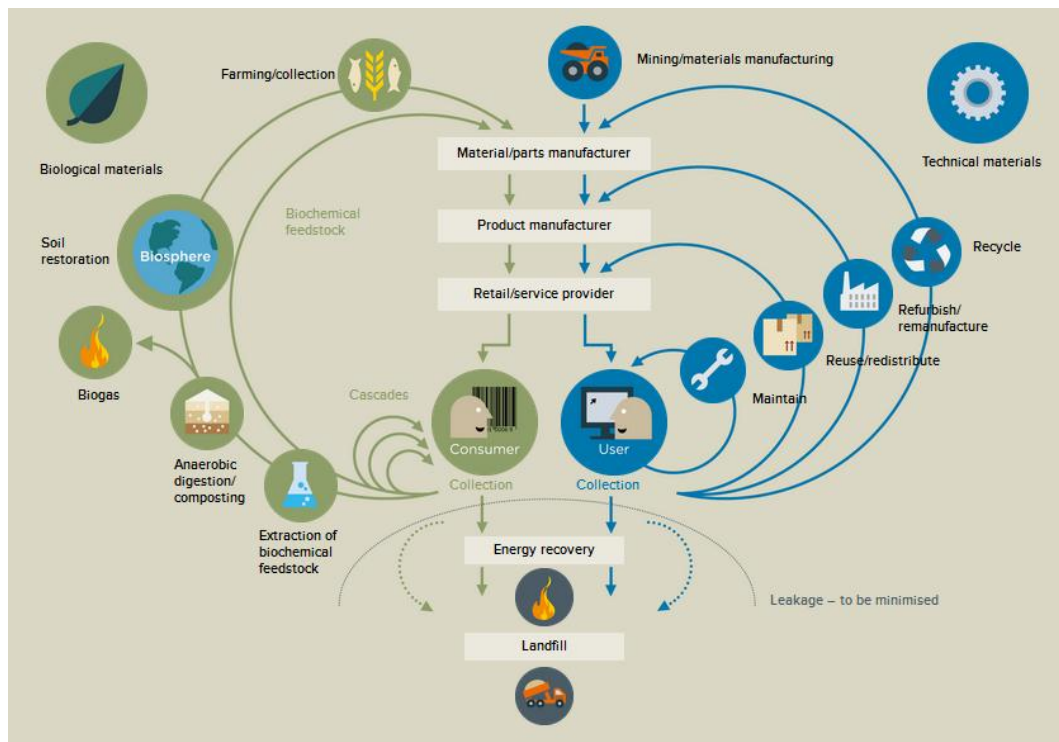 Farming/collection
Mining/materials manufacturing
Biological materials
Technical materials
Material/parts manufacturer
Biochemical
feedstock
Product manufacturer
Soil
restoration
Biosphere
Recycle
Retail/service provider
Refurbish/
remanufacture
Reuse/redistribute
Biogas
Cascades
Maintain
Consumer
User
Anaerobic
digestion/
composting
Collection
Collection
Extraction of
biochemical
feedstock
Energy recovery
Leakage – to be minimised
Landfill